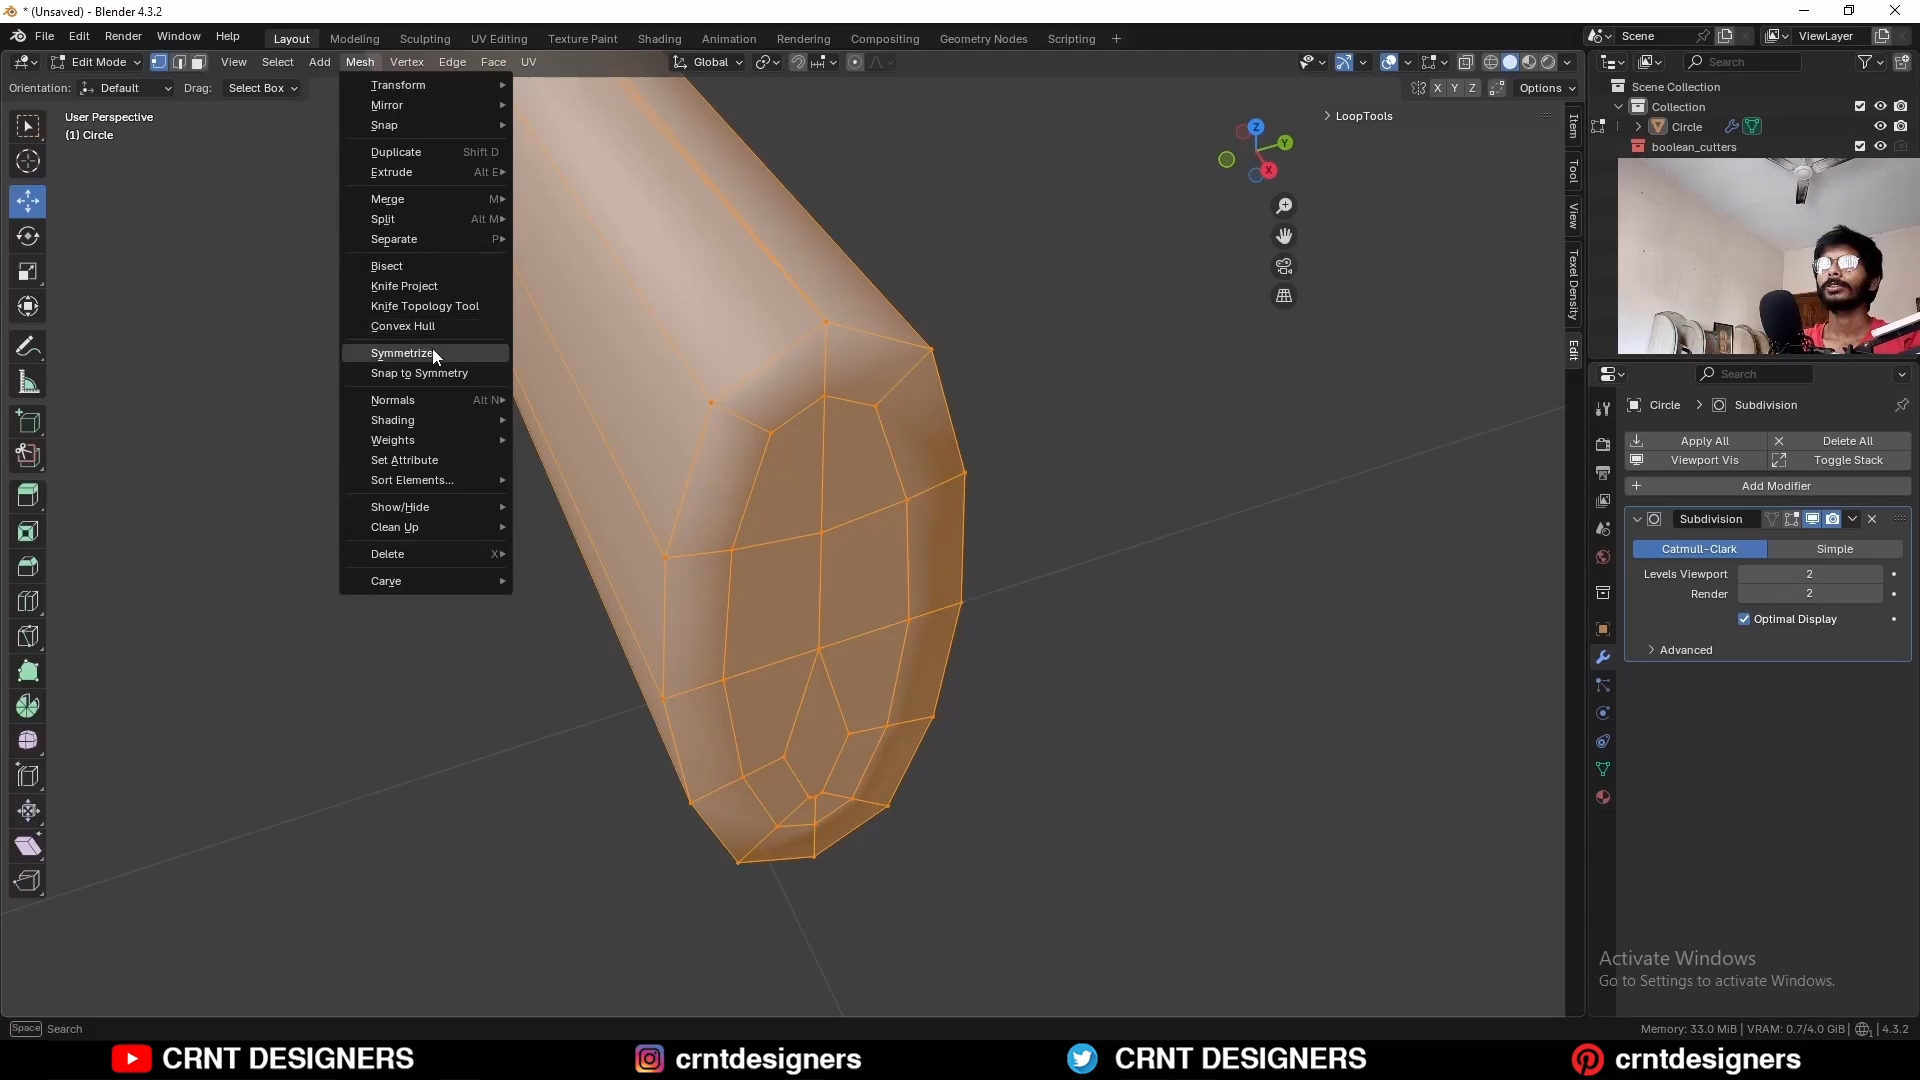 * (Unsaved) - Blender 4.3.2
File Edit Render Window Help Layout Modeling Sculpting UV Editing Texture Paint Shading Animation Rendering Compositing Geometry Nodes Scripting + Scene ViewLayer
Edit Mode View Select Add Mesh Vertex Edge Face UV Global Search
Orientation: Default Drag: Select Box X Y Z Options
User Perspective
(1) Circle
Transform
Mirror
Snap
Duplicate Shift D
Extrude Alt E
Merge M
Split Alt M
Separate P
Bisect
Knife Project
Knife Topology Tool
Convex Hull
Symmetrize
Snap to Symmetry
Normals Alt N
Shading
Weights
Set Attribute
Sort Elements...
Show/Hide
Clean Up
Delete X
Carve
LoopTools
Z
Y
X
Item
Tool
View
Texel Density
Edit
Scene Collection
Collection
Circle
boolean_cutters
Search
Circle > Subdivision
Apply All Delete All
Viewport Vis Toggle Stack
+ Add Modifier
Subdivision
Catmull-Clark Simple
Levels Viewport 2
Render 2
Optimal Display
Advanced
Activate Windows
Go to Settings to activate Windows.
Space Search
Memory: 33.0 MiB | VRAM: 0.7/4.0 GiB | 1 | 4.3.2
CRNT DESIGNERS crntdesigners CRNT DESIGNERS crntdesigners